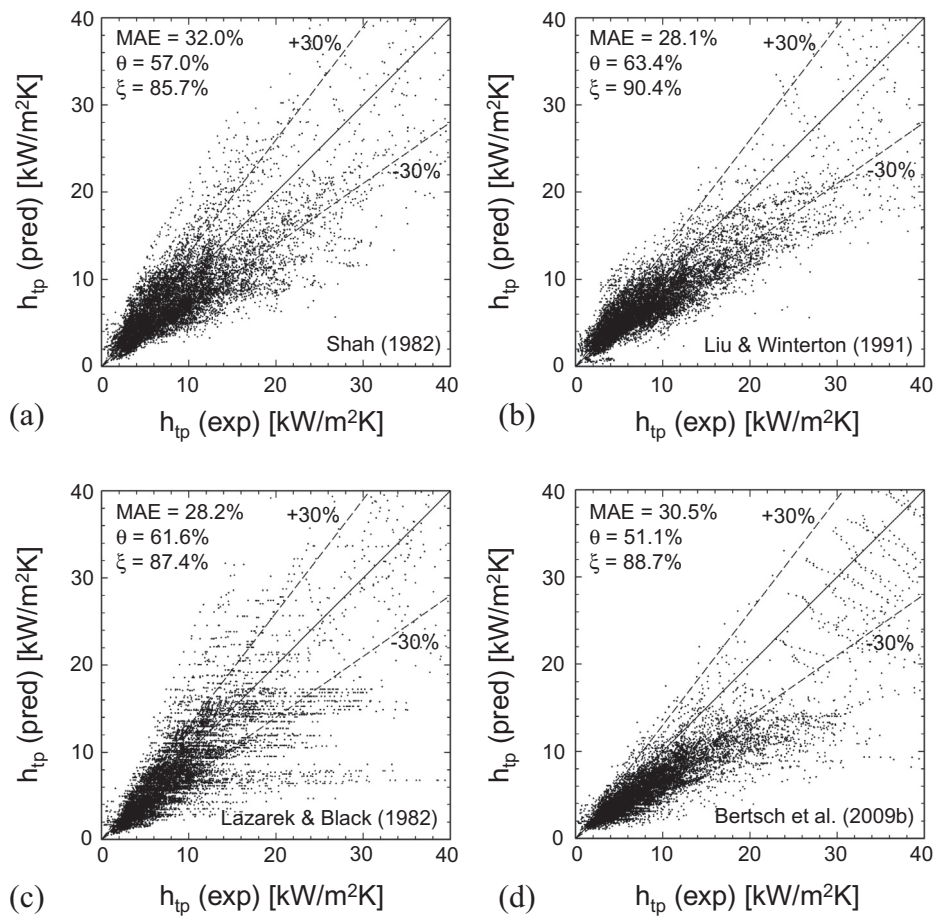 40
MAE = 32.0%
θ = 57.0%
ξ = 85.7%
+30%
-30%
30
20
10
0
h_tp (pred) [kW/m²K]
Shah (1982)
0 10 20 30 40
(a) h_tp (exp) [kW/m²K]
40
MAE = 28.1%
θ = 63.4%
ξ = 90.4%
+30%
-30%
30
20
10
0
h_tp (pred) [kW/m²K]
Liu & Winterton (1991)
0 10 20 30 40
(b) h_tp (exp) [kW/m²K]
40
MAE = 28.2%
θ = 61.6%
ξ = 87.4%
+30%
-30%
30
20
10
0
h_tp (pred) [kW/m²K]
Lazarek & Black (1982)
0 10 20 30 40
(c) h_tp (exp) [kW/m²K]
40
MAE = 30.5%
θ = 51.1%
ξ = 88.7%
+30%
-30%
30
20
10
0
h_tp (pred) [kW/m²K]
Bertsch et al. (2009b)
0 10 20 30 40
(d) h_tp (exp) [kW/m²K]